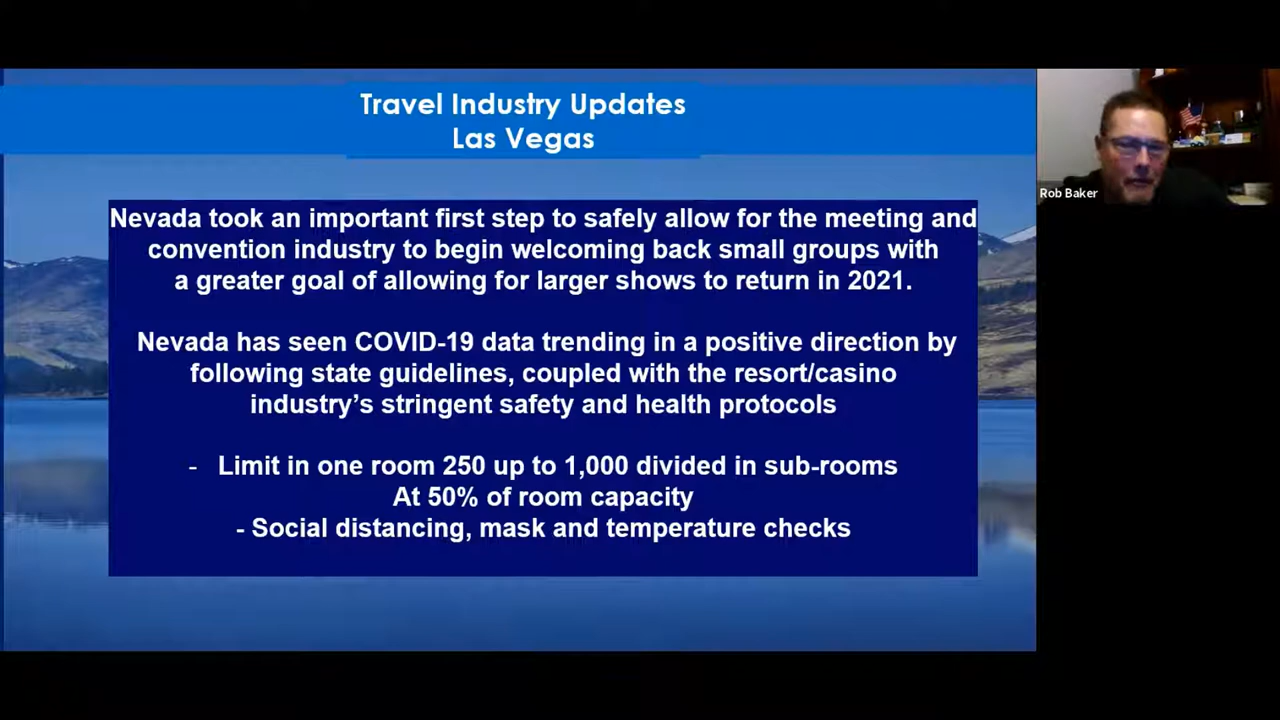 Travel Industry Updates
Las Vegas
Nevada took an important first step to safely allow for the meeting and
convention industry to begin welcoming back small groups with
a greater goal of allowing for larger shows to return in 2021.
Nevada has seen COVID-19 data trending in a positive direction by
following state guidelines, coupled with the resort/casino
industry’s stringent safety and health protocols
- Limit in one room 250 up to 1,000 divided in sub-rooms
At 50% of room capacity
- Social distancing, mask and temperature checks
Rob Baker